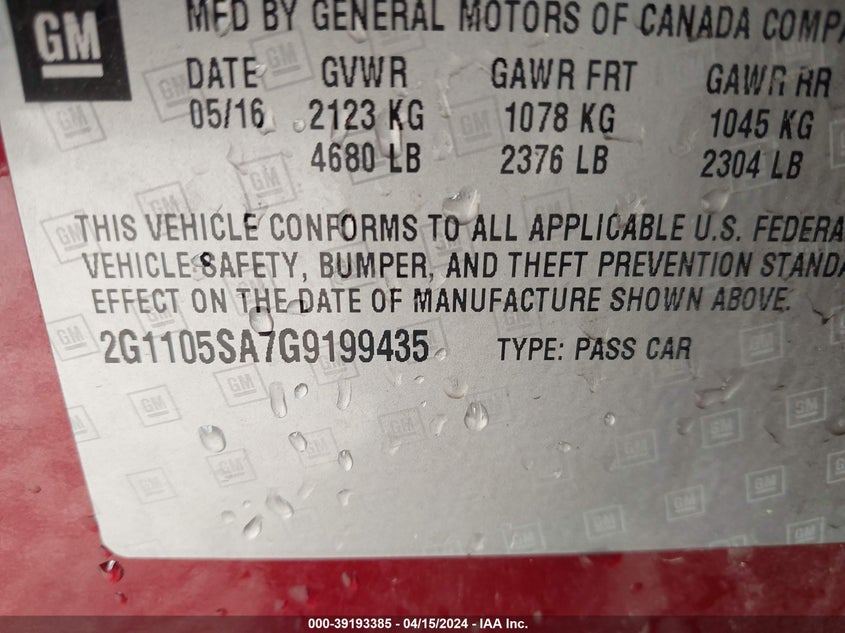 GM
MFD BY GENERAL MOTORS OF CANADA COMPA
DATE GVWR GAWR FRT GAWR RR
05/16 2123 KG 1078 KG 1045 KG
4680 LB 2376 LB 2304 LB
THIS VEHICLE CONFORMS TO ALL APPLICABLE U.S. FEDERA
VEHICLE SAFETY, BUMPER, AND THEFT PREVENTION STANDA
EFFECT ON THE DATE OF MANUFACTURE SHOWN ABOVE.
2G1105SA7G9199435 TYPE: PASS CAR
000-39193385 - 04/15/2024 - IAA Inc.